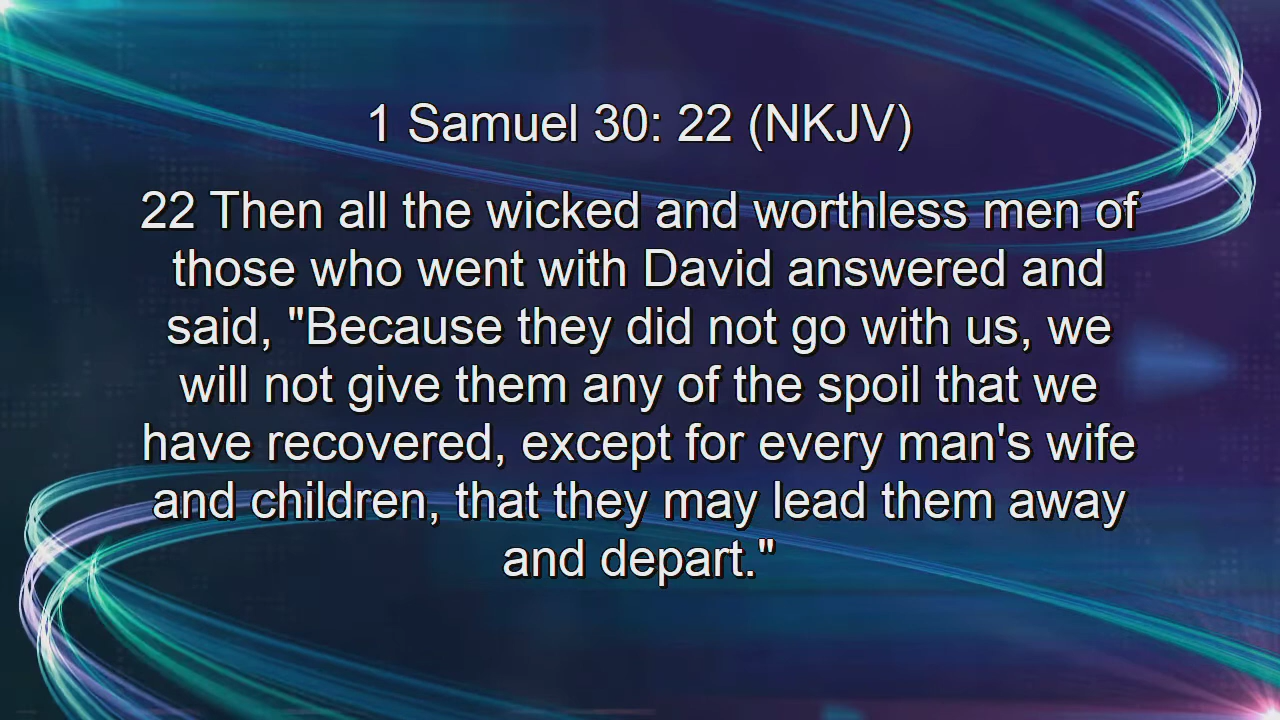 1 Samuel 30: 22 (NKJV)
22 Then all the wicked and worthless men of
those who went with David answered and
said, "Because they did not go with us, we
will not give them any of the spoil that we
have recovered, except for every man's wife
and children, that they may lead them away
and depart."